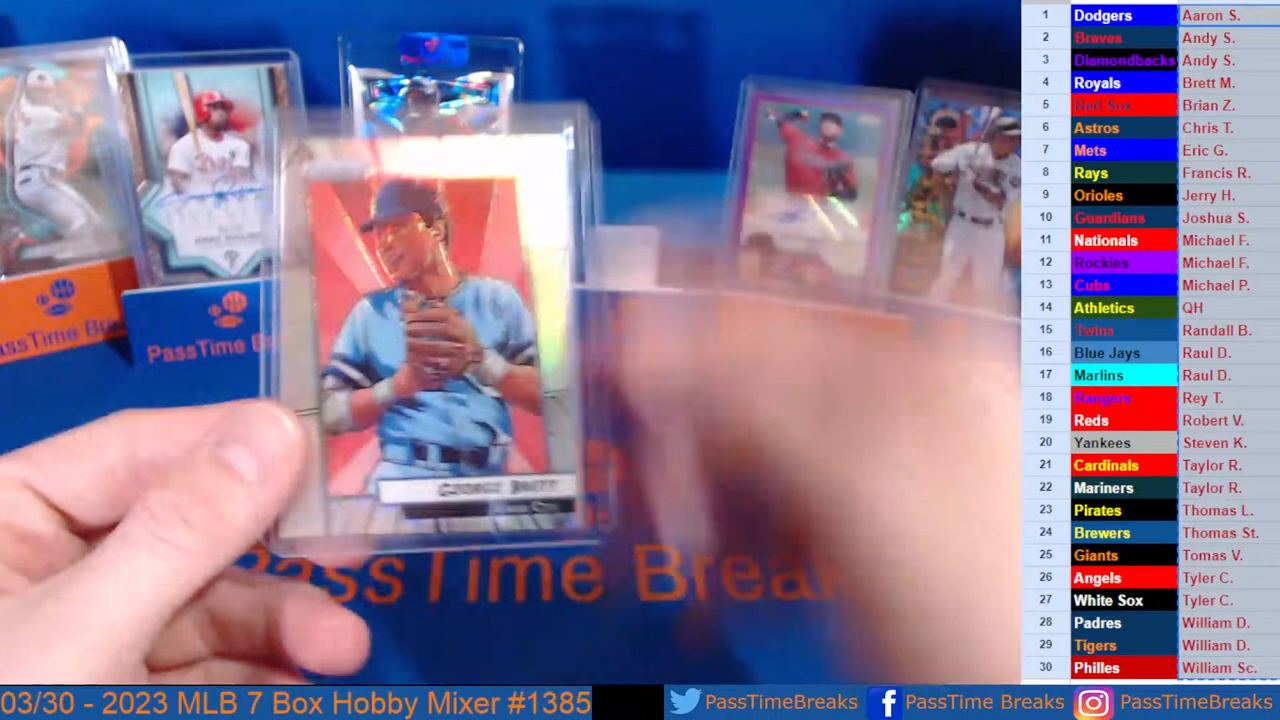 1 Dodgers Aaron S.
2 Braves Andy S.
3 Diamondbacks Andy S.
4 Royals Brett M.
5 Red Sox Brian Z.
6 Astros Chris T.
7 Mets Eric G.
8 Rays Francis R.
9 Orioles Jerry H.
10 Guardians Joshua S.
11 Nationals Michael F.
12 Rockies Michael F.
13 Cubs Michael P.
14 Athletics QH
15 Twins Randall B.
16 Blue Jays Raul D.
17 Marlins Raul D.
18 Rangers Rey T.
19 Reds Robert V.
20 Yankees Steven K.
21 Cardinals Taylor R.
22 Mariners Taylor R.
23 Pirates Thomas L.
24 Brewers Thomas St.
25 Giants Tomas V.
26 Angels Tyler C.
27 White Sox Tyler C.
28 Padres William D.
29 Tigers William D.
30 Philles William Sc.
PassTime
GEORGE BRETT
PassTime Breaks
03/30 - 2023 MLB 7 Box Hobby Mixer #1385
PassTimeBreaks
PassTime Breaks
PassTimeBreaks